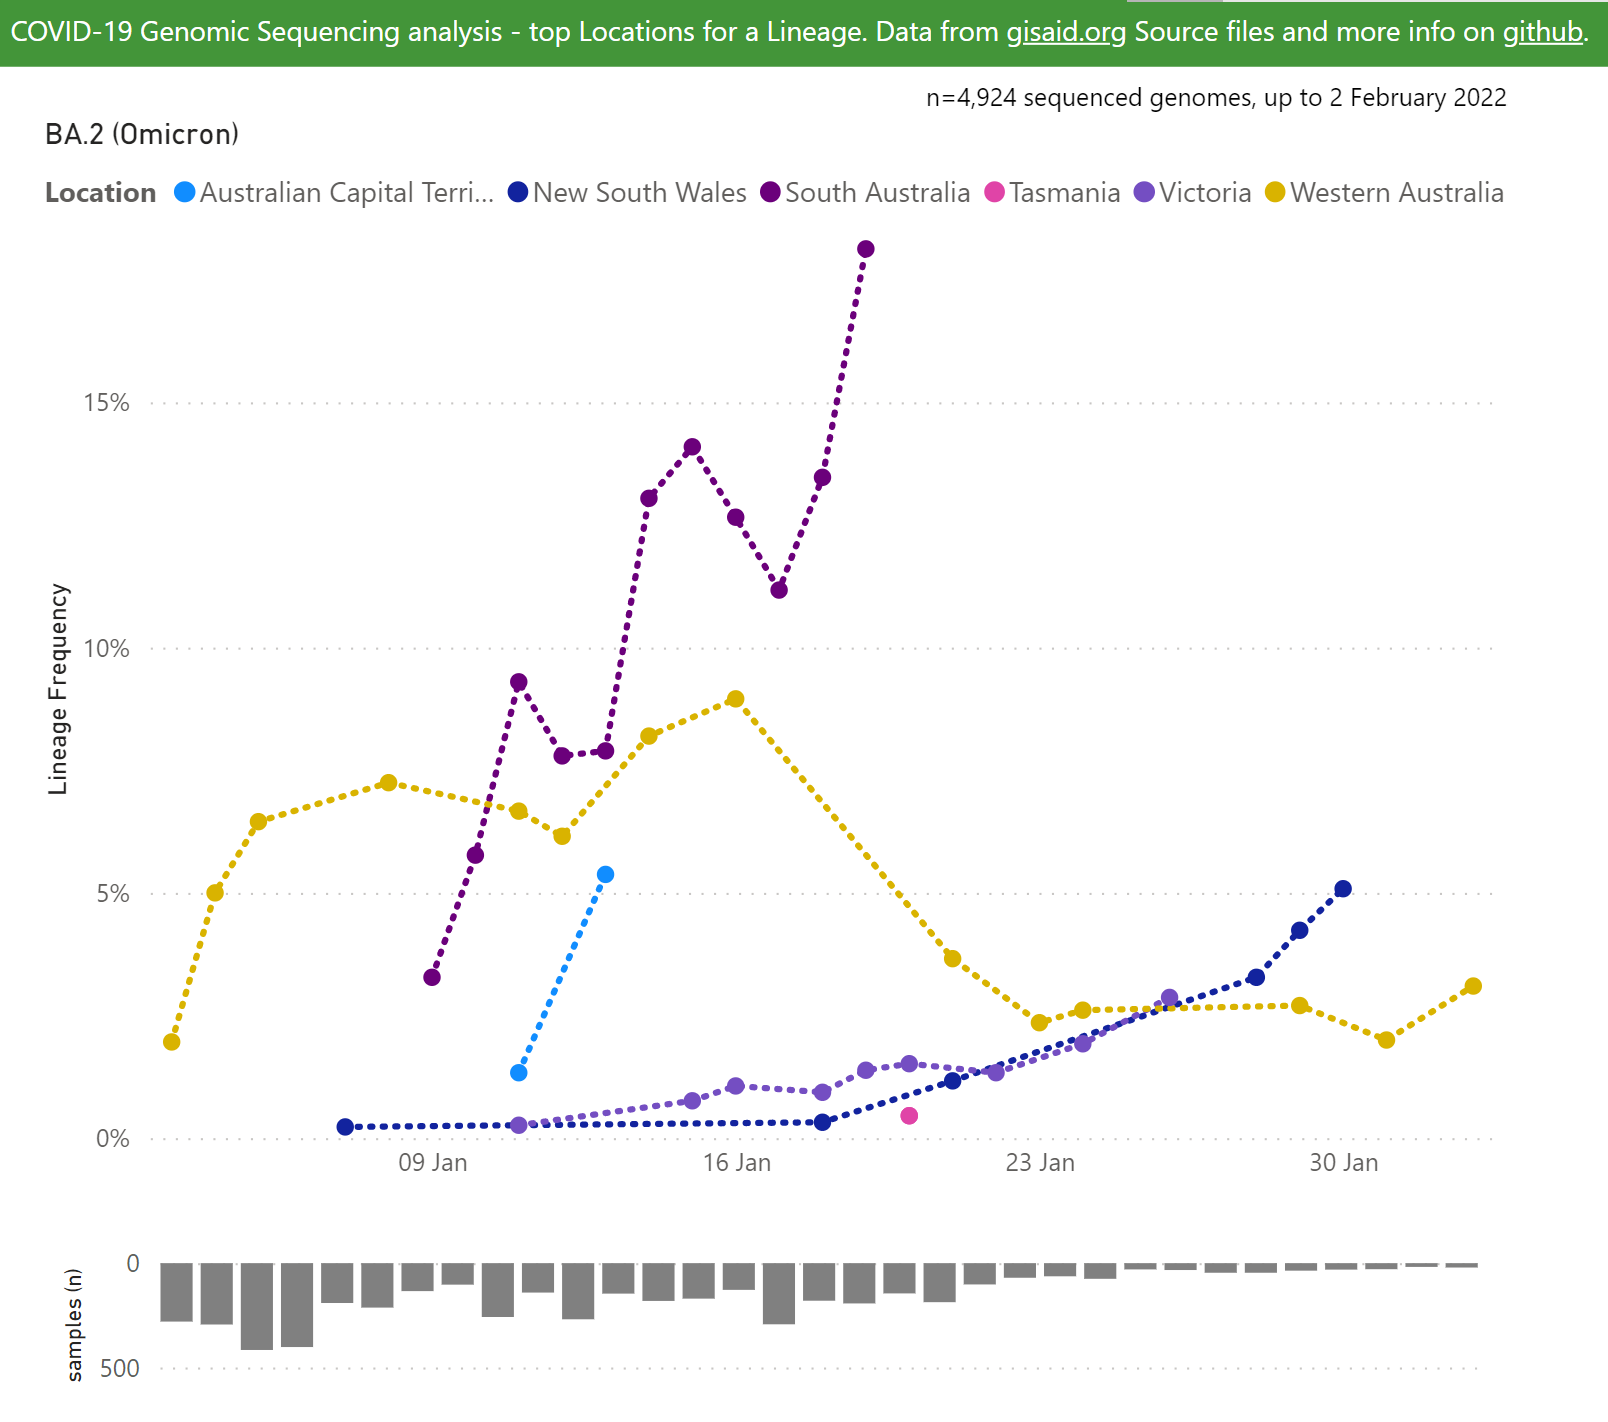 COVID-19 Genomic Sequencing analysis - top Locations for a Lineage. Data from gisaid.org Source files and more info on github.
n=4,924 sequenced genomes, up to 2 February 2022
BA.2 (Omicron)
Location Australian Capital Terri... New South Wales South Australia Tasmania Victoria Western Australia
15%
10%
5%
0%
Lineage Frequency
09 Jan 16 Jan 23 Jan 30 Jan
0
500
samples (n)